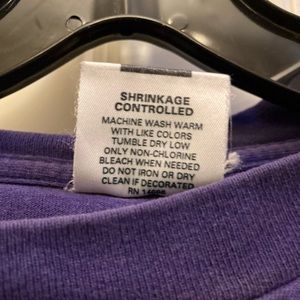 SHRINKAGE
CONTROLLED
MACHINE WASH WARM
WITH LIKE COLORS
TUMBLE DRY LOW
ONLY NON-CHLORINE
BLEACH WHEN NEEDED
DO NOT IRON OR DRY
CLEAN IF DECORATED
RN